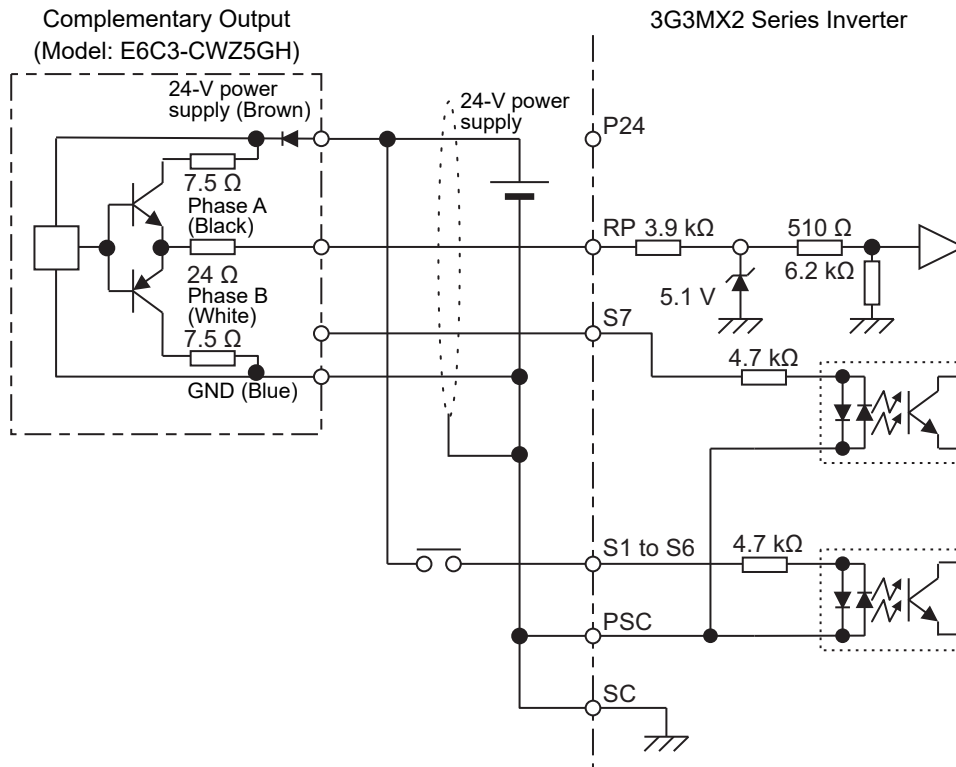 Complementary Output
(Model: E6C3-CWZ5GH)
3G3MX2 Series Inverter
24-V power
supply (Brown)
24-V power
supply
P24
7.5 Ω
Phase A
(Black)
RP
3.9 kΩ
510 Ω
6.2 kΩ
5.1 V
24 Ω
Phase B
(White)
7.5 Ω
S7
4.7 kΩ
GND (Blue)
S1 to S6
4.7 kΩ
PSC
SC